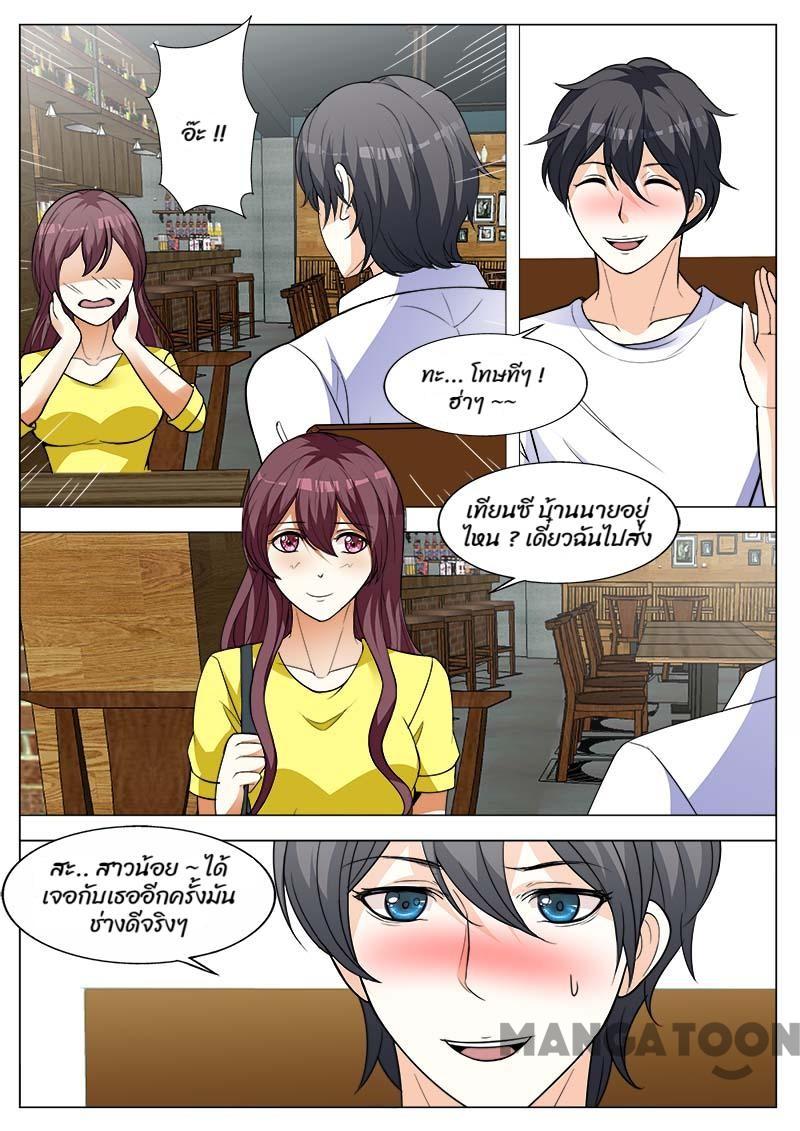 อ๊ะ !!
ทะ... โทษทีๆ !
ฮ่าๆ ~~
เทียนซี บ้านนายอยู่
ไหน ? เดี๋ยวฉันไปส่ง
สะ.. สาวน้อย ~ ได้
เจอกับเธออีกครั้งมัน
ช่างดีจริงๆ
MANGATOON